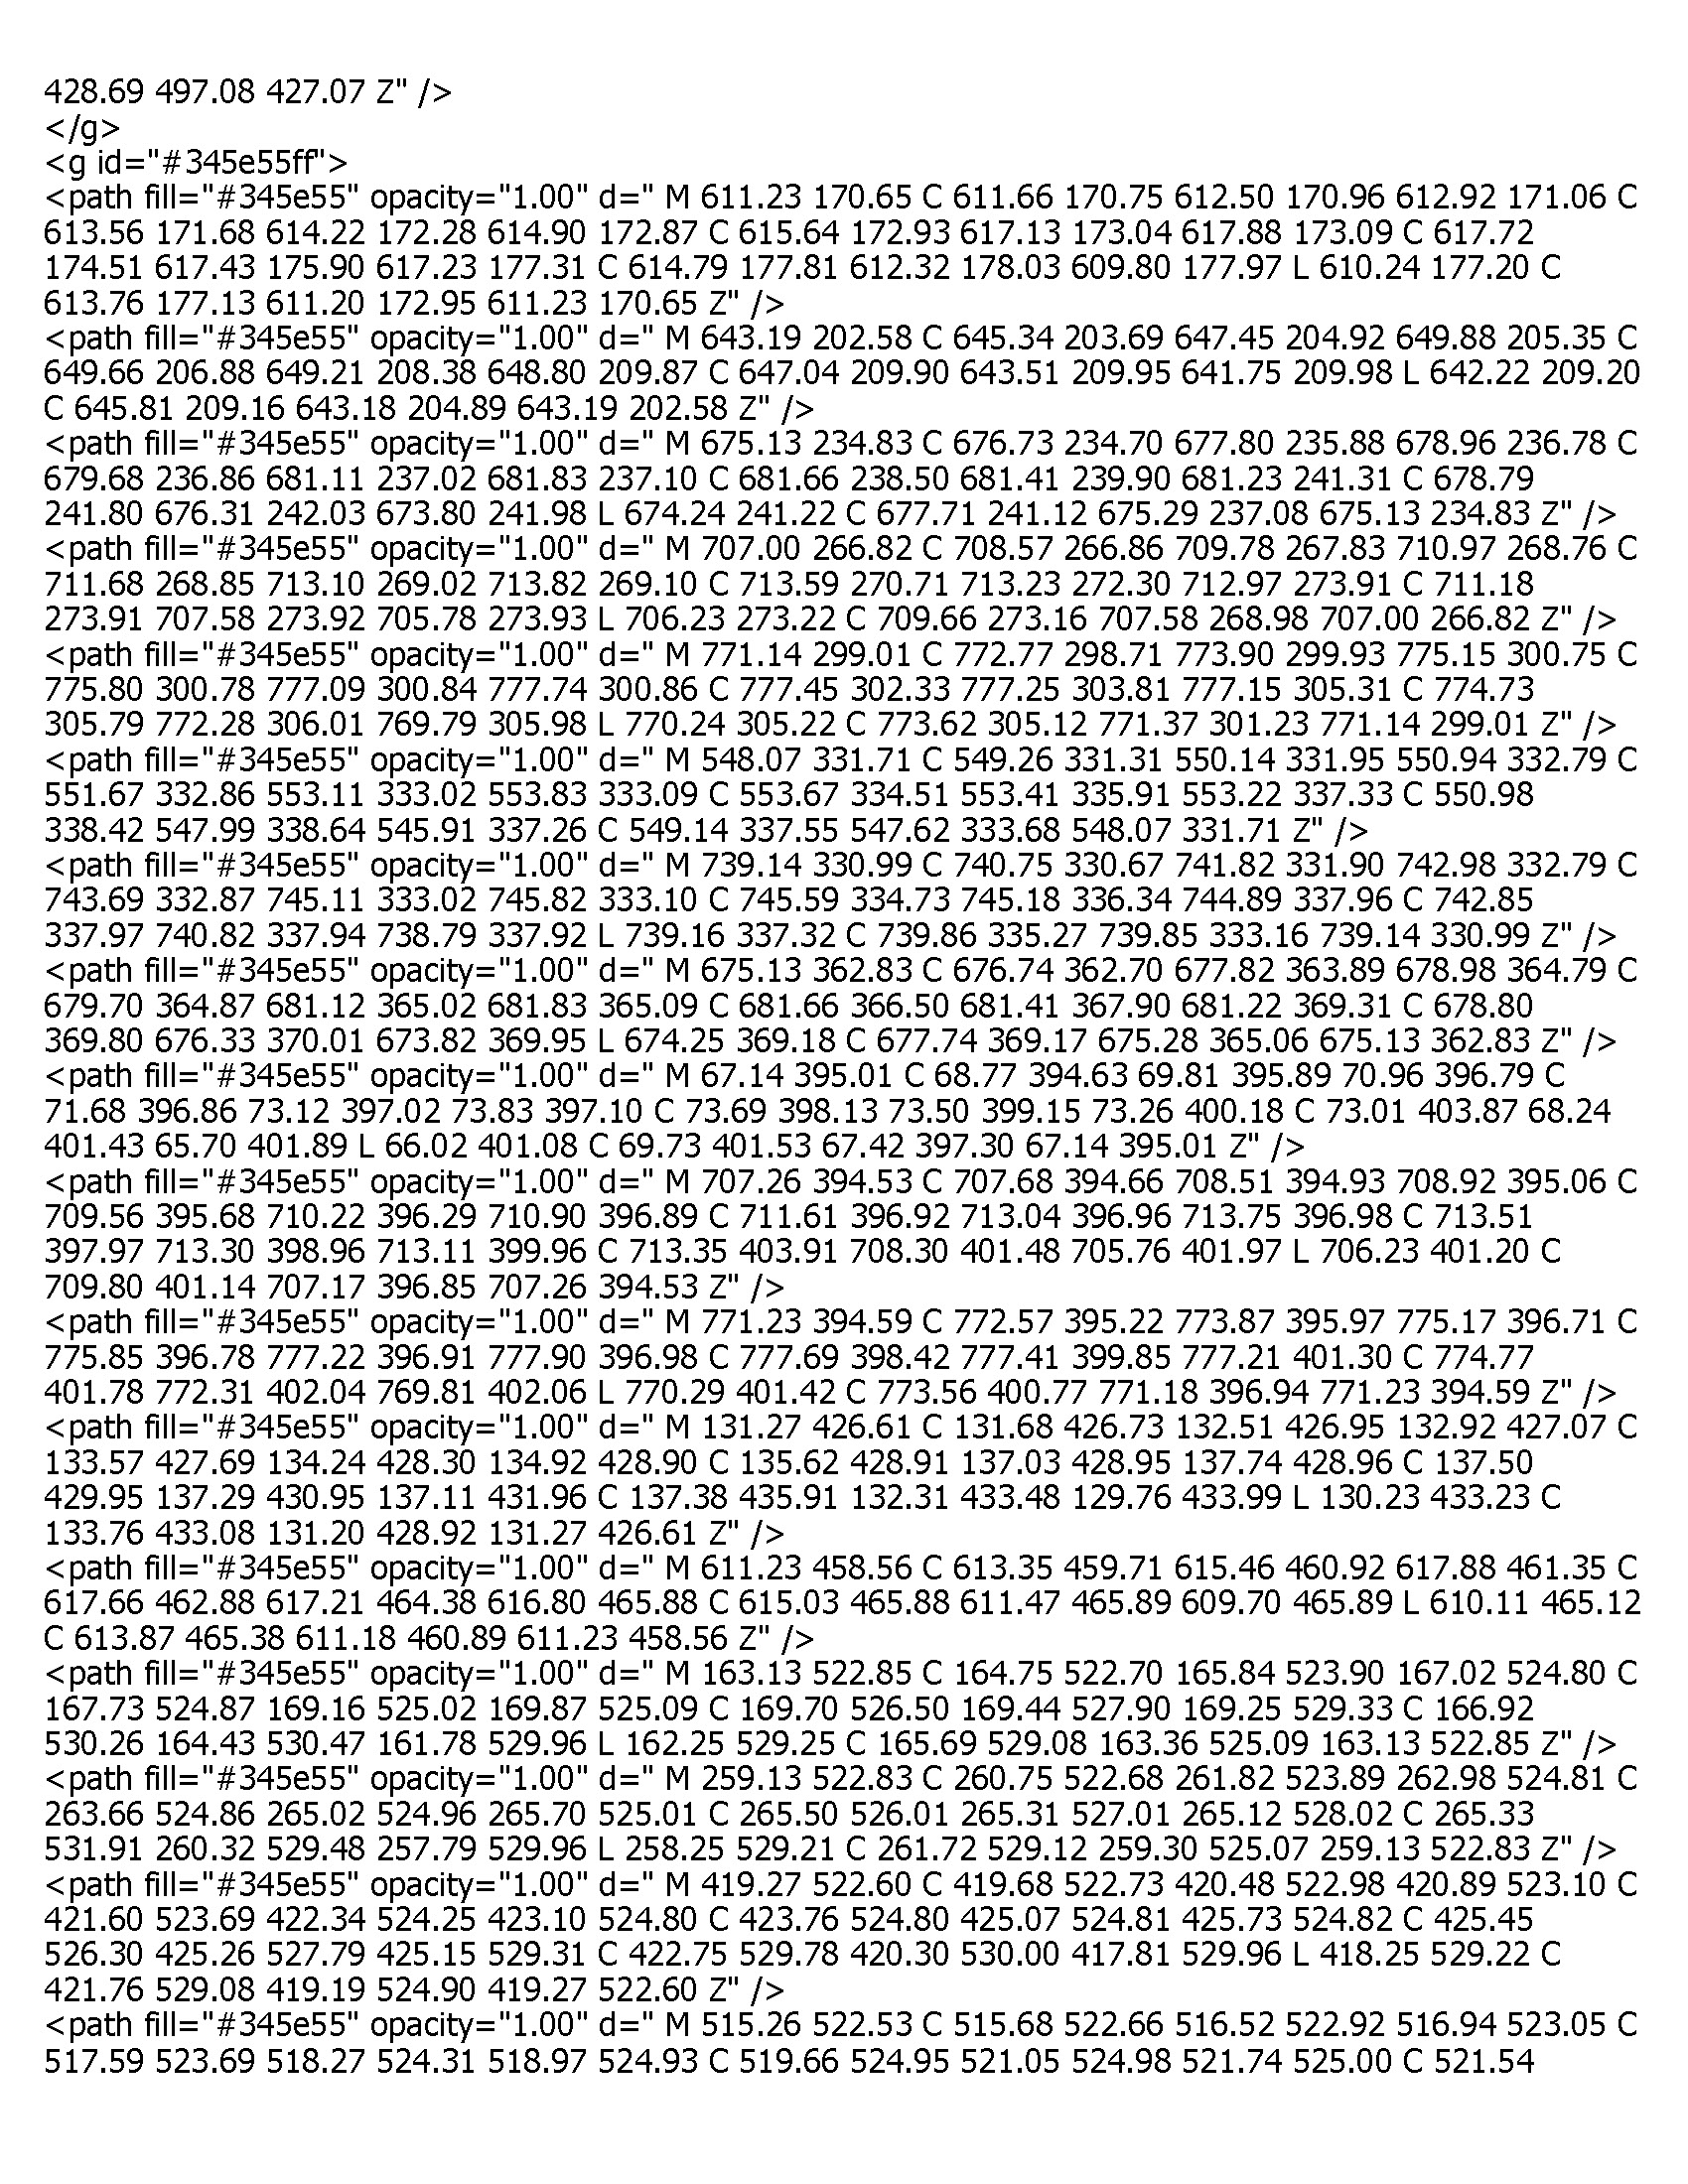 428.69 497.08 427.07 Z" />
</g>
<g id="#345e55ff">
<path fill="#345e55" opacity="1.00" d=" M 611.23 170.65 C 611.66 170.75 612.50 170.96 612.92 171.06 C
613.56 171.68 614.22 172.28 614.90 172.87 C 615.64 172.93 617.13 173.04 617.88 173.09 C 617.72
174.51 617.43 175.90 617.23 177.31 C 614.79 177.81 612.32 178.03 609.80 177.97 L 610.24 177.20 C
613.76 177.13 611.20 172.95 611.23 170.65 Z" />
<path fill="#345e55" opacity="1.00" d=" M 643.19 202.58 C 645.34 203.69 647.45 204.92 649.88 205.35 C
649.66 206.88 649.21 208.38 648.80 209.87 C 647.04 209.90 643.51 209.95 641.75 209.98 L 642.22 209.20
C 645.81 209.16 643.18 204.89 643.19 202.58 Z" />
<path fill="#345e55" opacity="1.00" d=" M 675.13 234.83 C 676.73 234.70 677.80 235.88 678.96 236.78 C
679.68 236.86 681.11 237.02 681.83 237.10 C 681.66 238.50 681.41 239.90 681.23 241.31 C 678.79
241.80 676.31 242.03 673.80 241.98 L 674.24 241.22 C 677.71 241.12 675.29 237.08 675.13 234.83 Z" />
<path fill="#345e55" opacity="1.00" d=" M 707.00 266.82 C 708.57 266.86 709.78 267.83 710.97 268.76 C
711.68 268.85 713.10 269.02 713.82 269.10 C 713.59 270.71 713.23 272.30 712.97 273.91 C 711.18
273.91 707.58 273.92 705.78 273.93 L 706.23 273.22 C 709.66 273.16 707.58 268.98 707.00 266.82 Z" />
<path fill="#345e55" opacity="1.00" d=" M 771.14 299.01 C 772.77 298.71 773.90 299.93 775.15 300.75 C
775.80 300.78 777.09 300.84 777.74 300.86 C 777.45 302.33 777.25 303.81 777.15 305.31 C 774.73
305.79 772.28 306.01 769.79 305.98 L 770.24 305.22 C 773.62 305.12 771.37 301.23 771.14 299.01 Z" />
<path fill="#345e55" opacity="1.00" d=" M 548.07 331.71 C 549.26 331.31 550.14 331.95 550.94 332.79 C
551.67 332.86 553.11 333.02 553.83 333.09 C 553.67 334.51 553.41 335.91 553.22 337.33 C 550.98
338.42 547.99 338.64 545.91 337.26 C 549.14 337.55 547.62 333.68 548.07 331.71 Z" />
<path fill="#345e55" opacity="1.00" d=" M 739.14 330.99 C 740.75 330.67 741.82 331.90 742.98 332.79 C
743.69 332.87 745.11 333.02 745.82 333.10 C 745.59 334.73 745.18 336.34 744.89 337.96 C 742.85
337.97 740.82 337.94 738.79 337.92 L 739.16 337.32 C 739.86 335.27 739.85 333.16 739.14 330.99 Z" />
<path fill="#345e55" opacity="1.00" d=" M 675.13 362.83 C 676.74 362.70 677.82 363.89 678.98 364.79 C
679.70 364.87 681.12 365.02 681.83 365.09 C 681.66 366.50 681.41 367.90 681.22 369.31 C 678.80
369.80 676.33 370.01 673.82 369.95 L 674.25 369.18 C 677.74 369.17 675.28 365.06 675.13 362.83 Z" />
<path fill="#345e55" opacity="1.00" d=" M 67.14 395.01 C 68.77 394.63 69.81 395.89 70.96 396.79 C
71.68 396.86 73.12 397.02 73.83 397.10 C 73.69 398.13 73.50 399.15 73.26 400.18 C 73.01 403.87 68.24
401.43 65.70 401.89 L 66.02 401.08 C 69.73 401.53 67.42 397.30 67.14 395.01 Z" />
<path fill="#345e55" opacity="1.00" d=" M 707.26 394.53 C 707.68 394.66 708.51 394.93 708.92 395.06 C
709.56 395.68 710.22 396.29 710.90 396.89 C 711.61 396.92 713.04 396.96 713.75 396.98 C 713.51
397.97 713.30 398.96 713.11 399.96 C 713.35 403.91 708.30 401.48 705.76 401.97 L 706.23 401.20 C
709.80 401.14 707.17 396.85 707.26 394.53 Z" />
<path fill="#345e55" opacity="1.00" d=" M 771.23 394.59 C 772.57 395.22 773.87 395.97 775.17 396.71 C
775.85 396.78 777.22 396.91 777.90 396.98 C 777.69 398.42 777.41 399.85 777.21 401.30 C 774.77
401.78 772.31 402.04 769.81 402.06 L 770.29 401.42 C 773.56 400.77 771.18 396.94 771.23 394.59 Z" />
<path fill="#345e55" opacity="1.00" d=" M 131.27 426.61 C 131.68 426.73 132.51 426.95 132.92 427.07 C
133.57 427.69 134.24 428.30 134.92 428.90 C 135.62 428.91 137.03 428.95 137.74 428.96 C 137.50
429.95 137.29 430.95 137.11 431.96 C 137.38 435.91 132.31 433.48 129.76 433.99 L 130.23 433.23 C
133.76 433.08 131.20 428.92 131.27 426.61 Z" />
<path fill="#345e55" opacity="1.00" d=" M 611.23 458.56 C 613.35 459.71 615.46 460.92 617.88 461.35 C
617.66 462.88 617.21 464.38 616.80 465.88 C 615.03 465.88 611.47 465.89 609.70 465.89 L 610.11 465.12
C 613.87 465.38 611.18 460.89 611.23 458.56 Z" />
<path fill="#345e55" opacity="1.00" d=" M 163.13 522.85 C 164.75 522.70 165.84 523.90 167.02 524.80 C
167.73 524.87 169.16 525.02 169.87 525.09 C 169.70 526.50 169.44 527.90 169.25 529.33 C 166.92
530.26 164.43 530.47 161.78 529.96 L 162.25 529.25 C 165.69 529.08 163.36 525.09 163.13 522.85 Z" />
<path fill="#345e55" opacity="1.00" d=" M 259.13 522.83 C 260.75 522.68 261.82 523.89 262.98 524.81 C
263.66 524.86 265.02 524.96 265.70 525.01 C 265.50 526.01 265.31 527.01 265.12 528.02 C 265.33
531.91 260.32 529.48 257.79 529.96 L 258.25 529.21 C 261.72 529.12 259.30 525.07 259.13 522.83 Z" />
<path fill="#345e55" opacity="1.00" d=" M 419.27 522.60 C 419.68 522.73 420.48 522.98 420.89 523.10 C
421.60 523.69 422.34 524.25 423.10 524.80 C 423.76 524.80 425.07 524.81 425.73 524.82 C 425.45
526.30 425.26 527.79 425.15 529.31 C 422.75 529.78 420.30 530.00 417.81 529.96 L 418.25 529.22 C
421.76 529.08 419.19 524.90 419.27 522.60 Z" />
<path fill="#345e55" opacity="1.00" d=" M 515.26 522.53 C 515.68 522.66 516.52 522.92 516.94 523.05 C
517.59 523.69 518.27 524.31 518.97 524.93 C 519.66 524.95 521.05 524.98 521.74 525.00 C 521.54